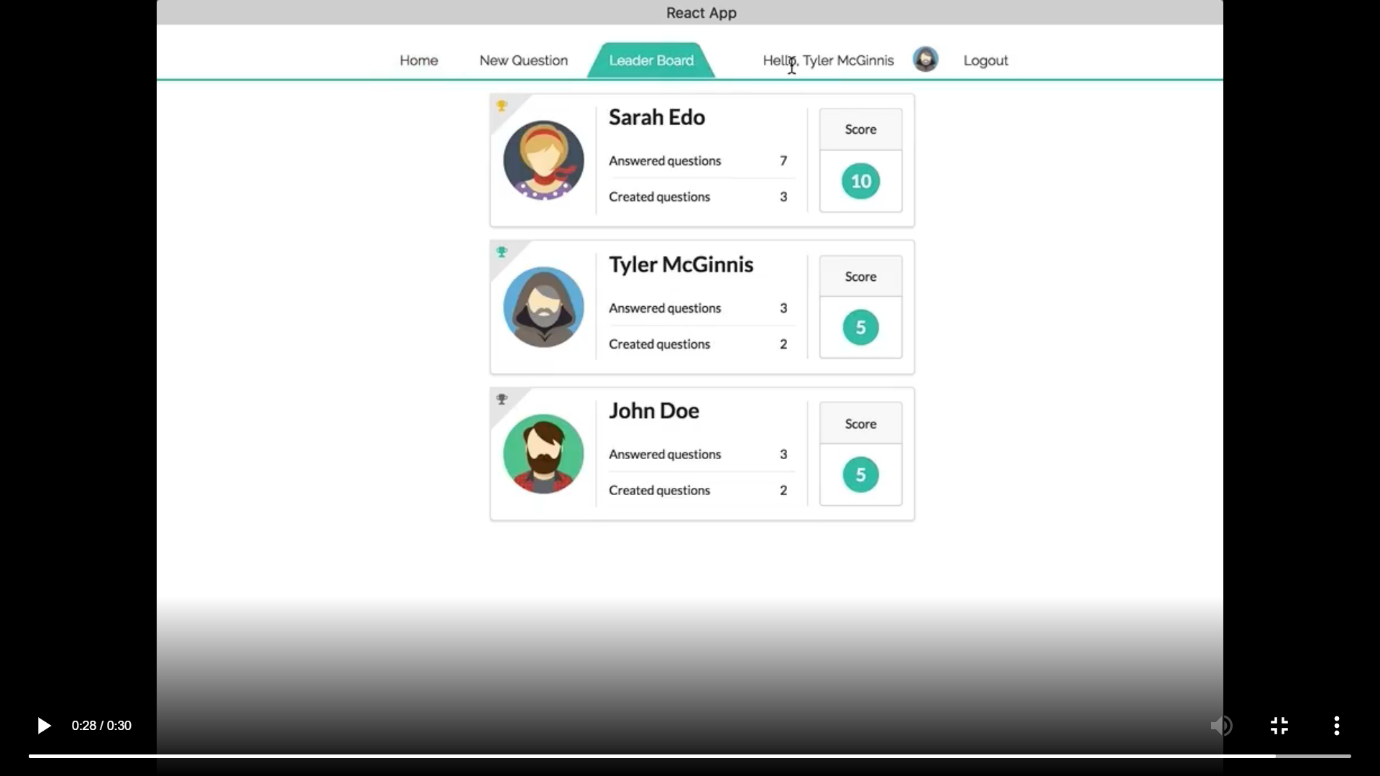 React App
Home New Question Leader Board Hello, Tyler McGinnis Logout
Sarah Edo
Answered questions 7
Created questions 3
Score
10
Tyler McGinnis
Answered questions 3
Created questions 2
Score
5
John Doe
Answered questions 3
Created questions 2
Score
5
0:28 / 0:30